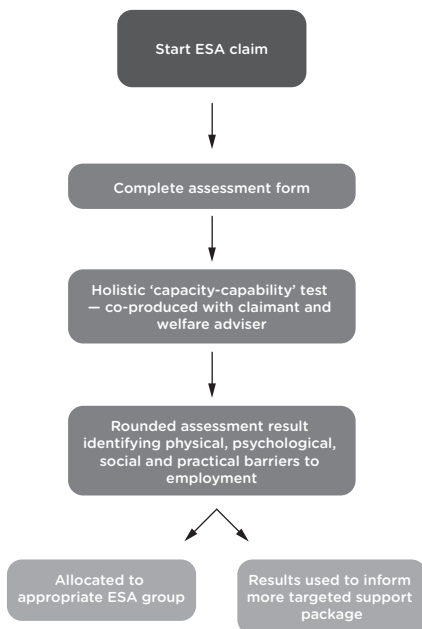 Start ESA claim
Complete assessment form
Holistic ‘capacity-capability’ test
— co-produced with claimant and
welfare adviser
Rounded assessment result
identifying physical, psychological,
social and practical barriers to
employment
Allocated to
appropriate ESA group
Results used to inform
more targeted support
package